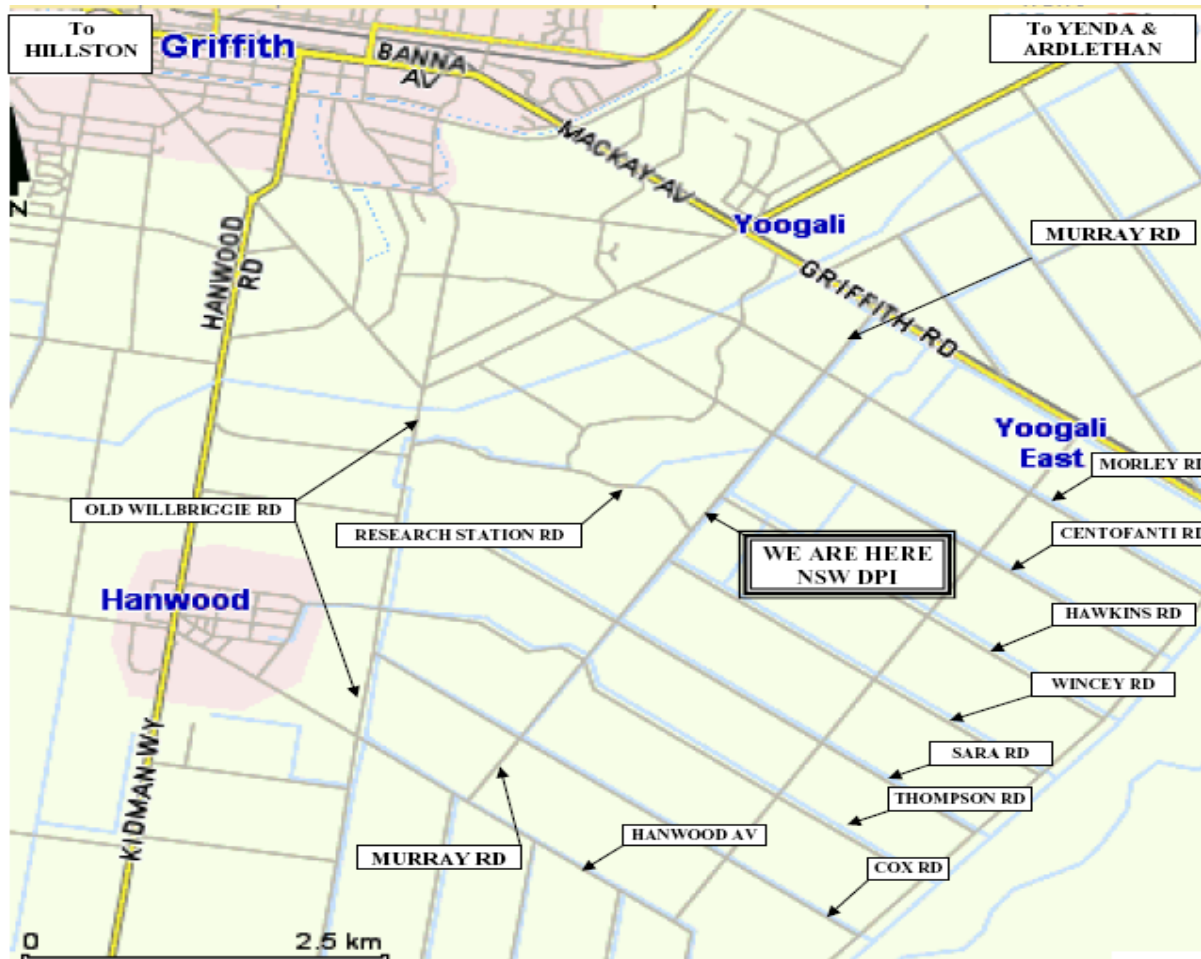 To
HILLSTON
Griffith
BANNA
AV
To YENDA &
ARDLETHAN
MACKAY AV
Yoogali
MURRAY RD
HANWOOD
RD
GRIFFITH RD
Yoogali
East
MORLEY RD
OLD WILLBRIGGIE RD
RESEARCH STATION RD
CENTOFANTI RD
WE ARE HERE
NSW DPI
Hanwood
HAWKINS RD
WINCEY RD
SARA RD
THOMPSON RD
KIDMAN WY
HANWOOD AV
MURRAY RD
COX RD
0 2.5 km
N